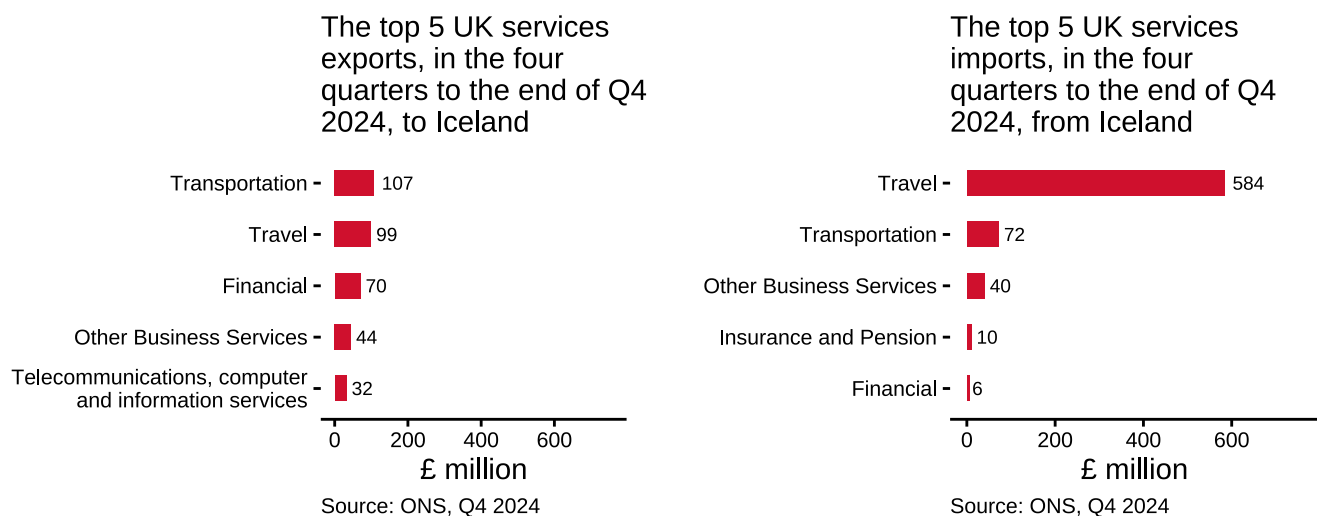 The top 5 UK services
exports, in the four
quarters to the end of Q4
2024, to Iceland
Transportation
107
Travel
99
Financial
70
Other Business Services
44
Telecommunications, computer
and information services
32
0 200 400 600
£ million
Source: ONS, Q4 2024
The top 5 UK services
imports, in the four
quarters to the end of Q4
2024, from Iceland
Travel
584
Transportation
72
Other Business Services
40
Insurance and Pension
10
Financial
6
0 200 400 600
£ million
Source: ONS, Q4 2024